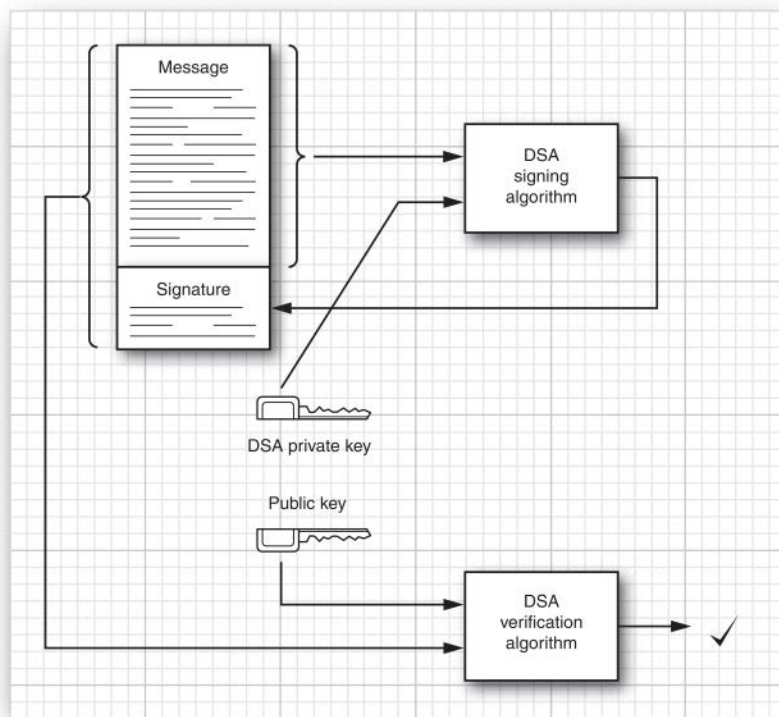 Message
DSA
signing
algorithm
Signature
DSA private key
Public key
DSA
verification
algorithm